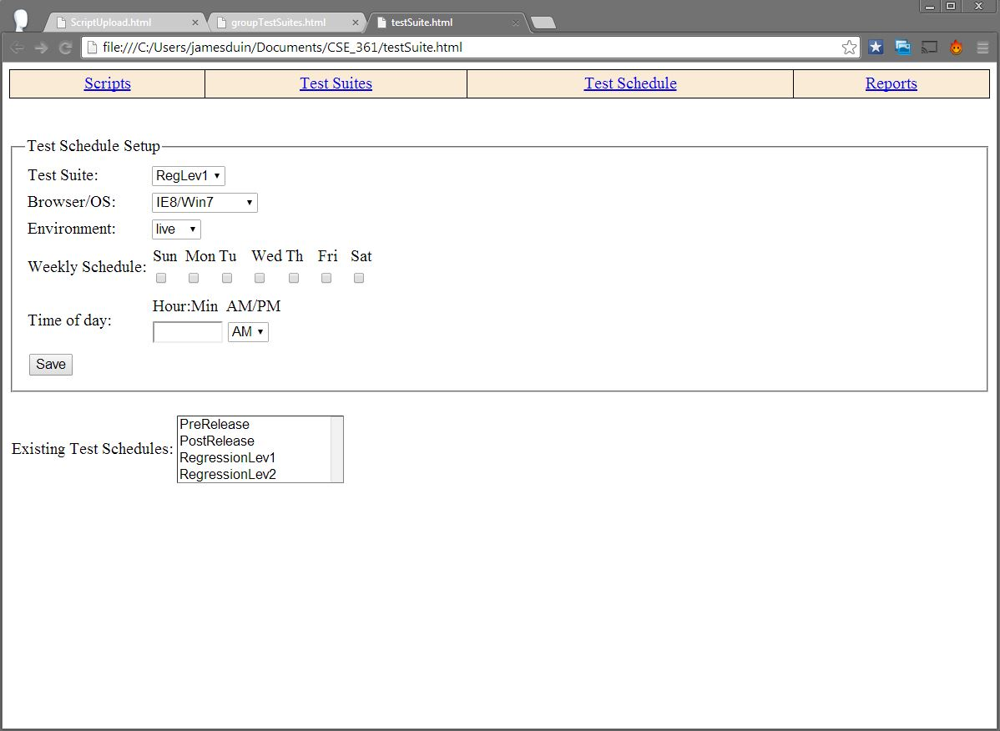 ScriptUpload.html groupTestSuites.html testSuite.html
file:///C:/Users/jamesduin/Documents/CSE_361/testSuite.html
Scripts Test Suites Test Schedule Reports
Test Schedule Setup
Test Suite: RegLev1
Browser/OS: IE8/Win7
Environment: live
Sun Mon Tu Wed Th Fri Sat
Weekly Schedule:
Hour:Min AM/PM
Time of day:
AM
Save
PreRelease
PostRelease
Existing Test Schedules:
RegressionLev1
RegressionLev2